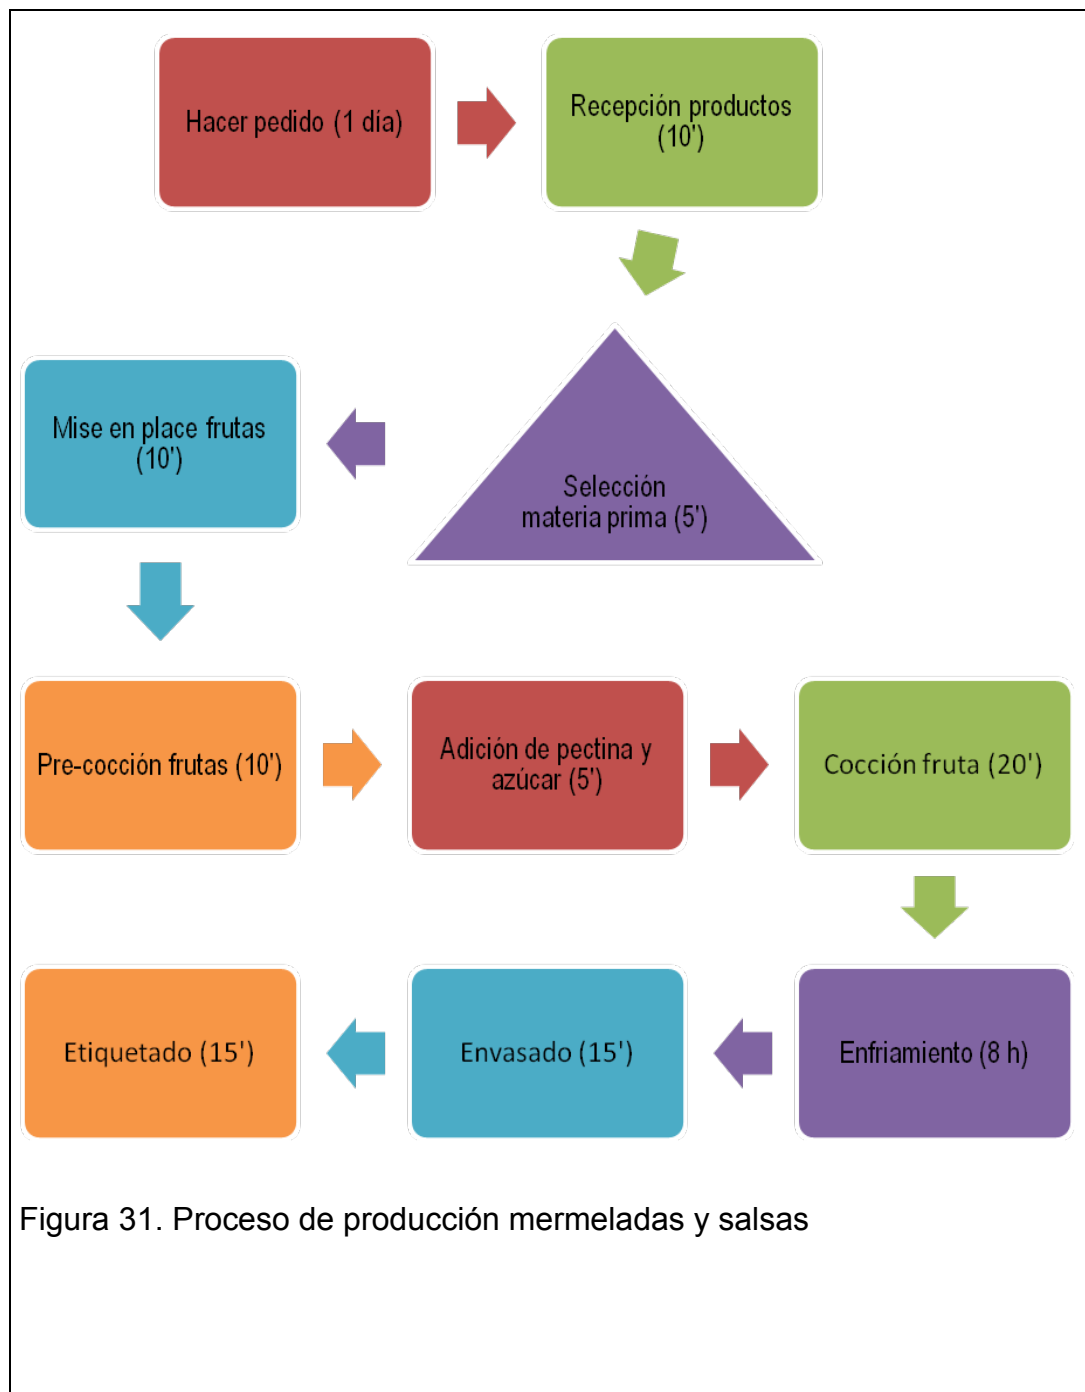 Hacer pedido (1 día)
Recepción productos
(10')
Selección
materia prima (5’)
Mise en place frutas
(10')
Pre-cocción frutas (10')
Adición de pectina y
azúcar (5')
Cocción fruta (20')
Enfriamiento (8 h)
Envasado (15')
Etiquetado (15')
Figura 31. Proceso de producción mermeladas y salsas